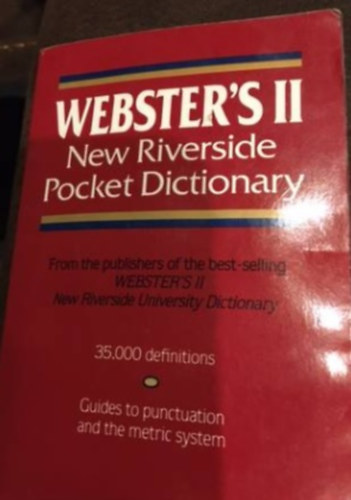 WEBSTER'S II
New Riverside
Pocket Dictionary
From the publishers of the best-selling
WEBSTER'S II
New Riverside University Dictionary
35,000 definitions
Guides to punctuation
and the metric system